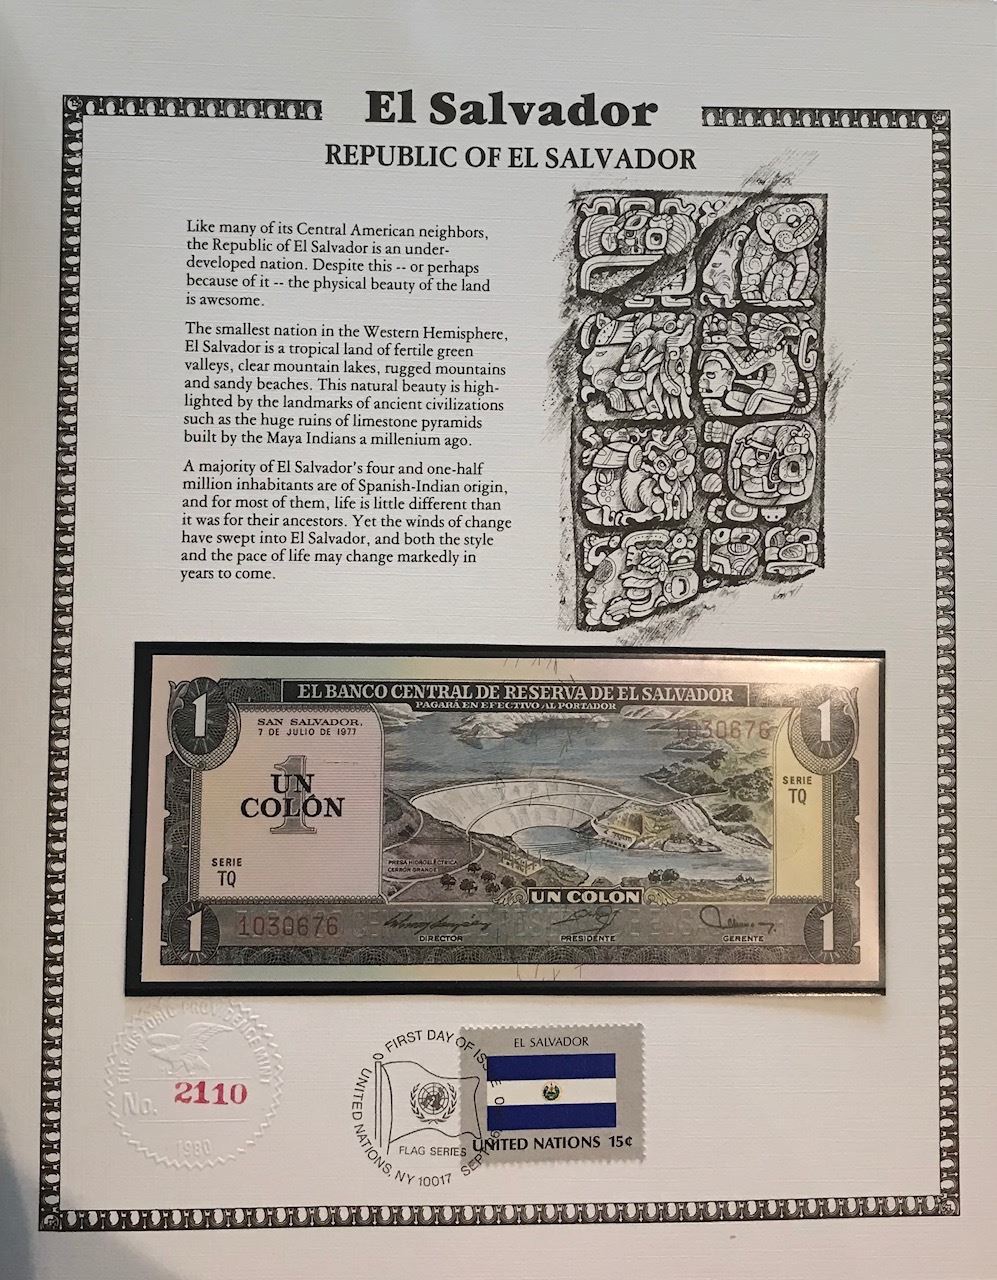 El Salvador
REPUBLIC OF EL SALVADOR
Like many of its Central American neighbors,
the Republic of El Salvador is an under-
developed nation. Despite this -- or perhaps
because of it -- the physical beauty of the land
is awesome.
The smallest nation in the Western Hemisphere,
El Salvador is a tropical land of fertile green
valleys, clear mountain lakes, rugged mountains
and sandy beaches. This natural beauty is high-
lighted by the landmarks of ancient civilizations
such as the huge ruins of limestone pyramids
built by the Maya Indians a millenium ago.
A majority of El Salvador's four and one-half
million inhabitants are of Spanish-Indian origin,
and for most of them, life is little different than
it was for their ancestors. Yet the winds of change
have swept into El Salvador, and both the style
and the pace of life may change markedly in
years to come.
1
EL BANCO CENTRAL DE RESERVA DE EL SALVADOR
1
PAGARÁ EN EFECTIVO AL PORTADOR
SAN SALVADOR,
7 DE JULIO DE 1977
1030676
1
UN
COLÓN
SERIE
TQ
SERIE
TQ
PRESA HIDROELÉCTRICA
CERRÓN GRANDE
UN COLÓN
1
1030676
DIRECTOR
PRESIDENTE
GERENTE
1
THE HISTORIC PROVIDENCE MINT
No. 2110
1980
FIRST DAY OF ISSUE
UNITED NATIONS, NY 10017
FLAG SERIES
EL SALVADOR
UNITED NATIONS 15¢